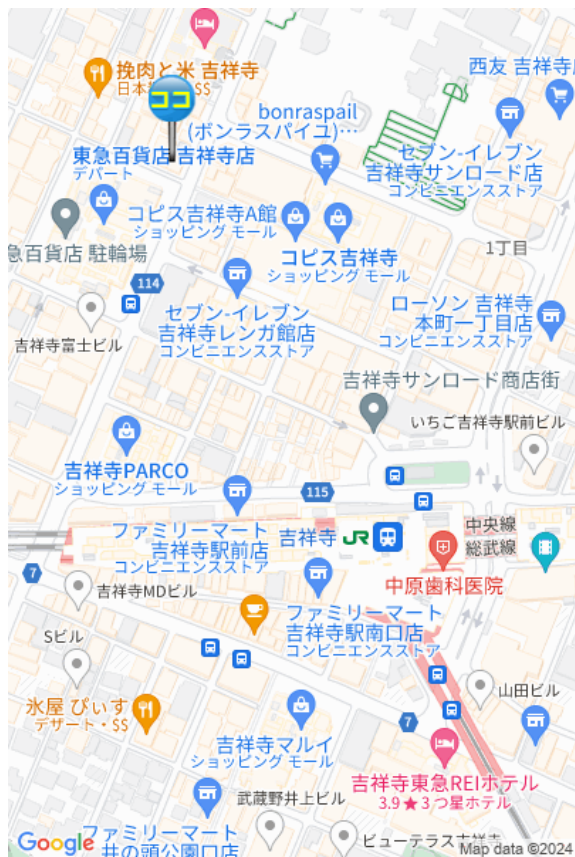 挽肉と米 吉祥寺
日本
SS
ココ
西友 吉祥寺
bonraspail
(ボンラスパイユ)…
東急百貨店 吉祥寺店
デパート
セブン-イレブン
吉祥寺サンロード店
コンビニエンスストア
コピス吉祥寺A館
ショッピング モール
急百貨店 駐輪場
コピス吉祥寺
ショッピング モール
1丁目
114
セブン-イレブン
吉祥寺レンガ館店
コンビニエンスストア
ローソン 吉祥寺
本町一丁目店
コンビニエンスストア
吉祥寺富士ビル
吉祥寺サンロード商店街
いちご吉祥寺駅前ビル
吉祥寺PARCO
ショッピング モール
115
ファミリーマート
吉祥寺駅前店
コンビニエンスストア
吉祥寺
JR
中央線
総武線
中原歯科医院
7
吉祥寺MDビル
ファミリーマート
吉祥寺駅南口店
コンビニエンスストア
Sビル
氷屋 ぴぃす
デザート・SS
山田ビル
7
吉祥寺マルイ
ショッピング モール
吉祥寺東急REIホテル
3.9★3 つ星ホテル
武蔵野井上ビル
ファミリーマート
井の頭公園口店
ビューテラス吉祥寺
Google
Map data ©2024